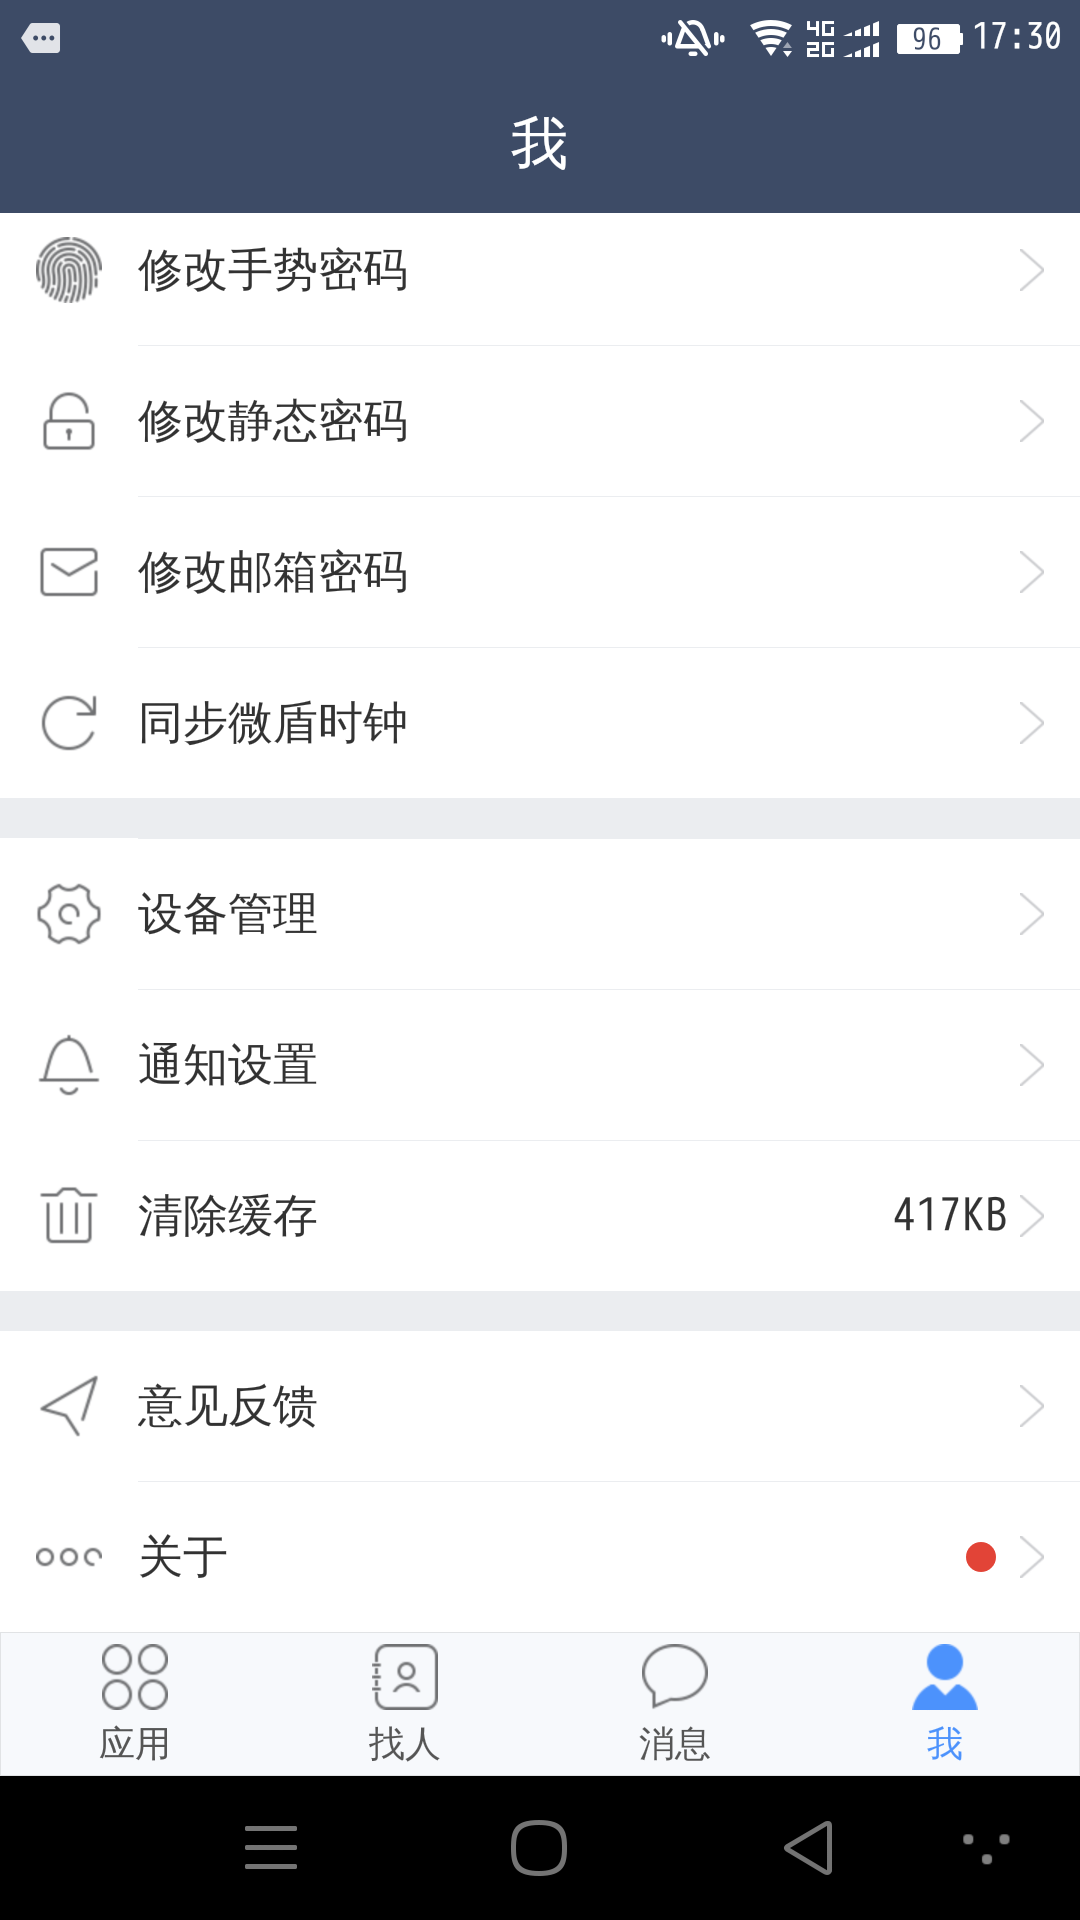 4G
2G
96
17:30
我
修改手势密码
修改静态密码
修改邮箱密码
同步微盾时钟
设备管理
通知设置
清除缓存 417KB
意见反馈
关于
应用 找人 消息 我